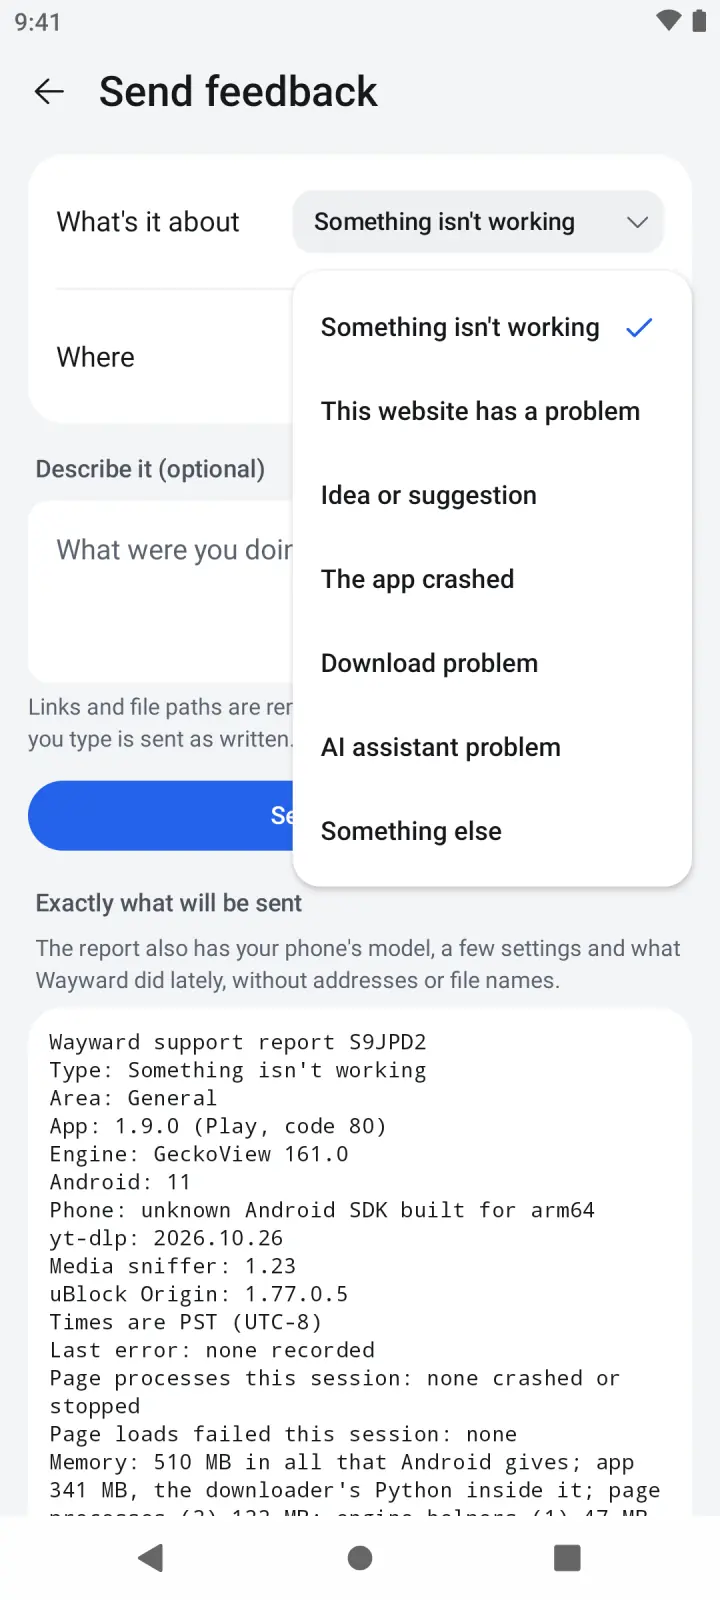 9:41
Send feedback
What's it about
Something isn't working
Something isn't working
This website has a problem
Where
Describe it (optional)
Idea or suggestion
What were you doin
The app crashed
Download problem
Links and file paths are
you type is sent as written.
AI assistant problem
Something else
Exactly what will be sent
The report also has your phone's model, a few settings and what
Wayward did lately, without addresses or file names.
Wayward support report S9JPD2
Type: Something isn't working
Area: General
App: 1.9.0 (Play, code 80)
Engine: GeckoView 161.0
Android: 11
Phone: unknown Android SDK built for arm64
yt-dlp: 2026.10.26
Media sniffer: 1.23
uBlock Origin: 1.77.0.5
Times are PST (UTC-8)
Last error: none recorded
Page processes this session: none crashed or
stopped
Page loads failed this session: none
Memory: 510 MB in all that Android gives; app
341 MB, the downloader's Python inside it; page